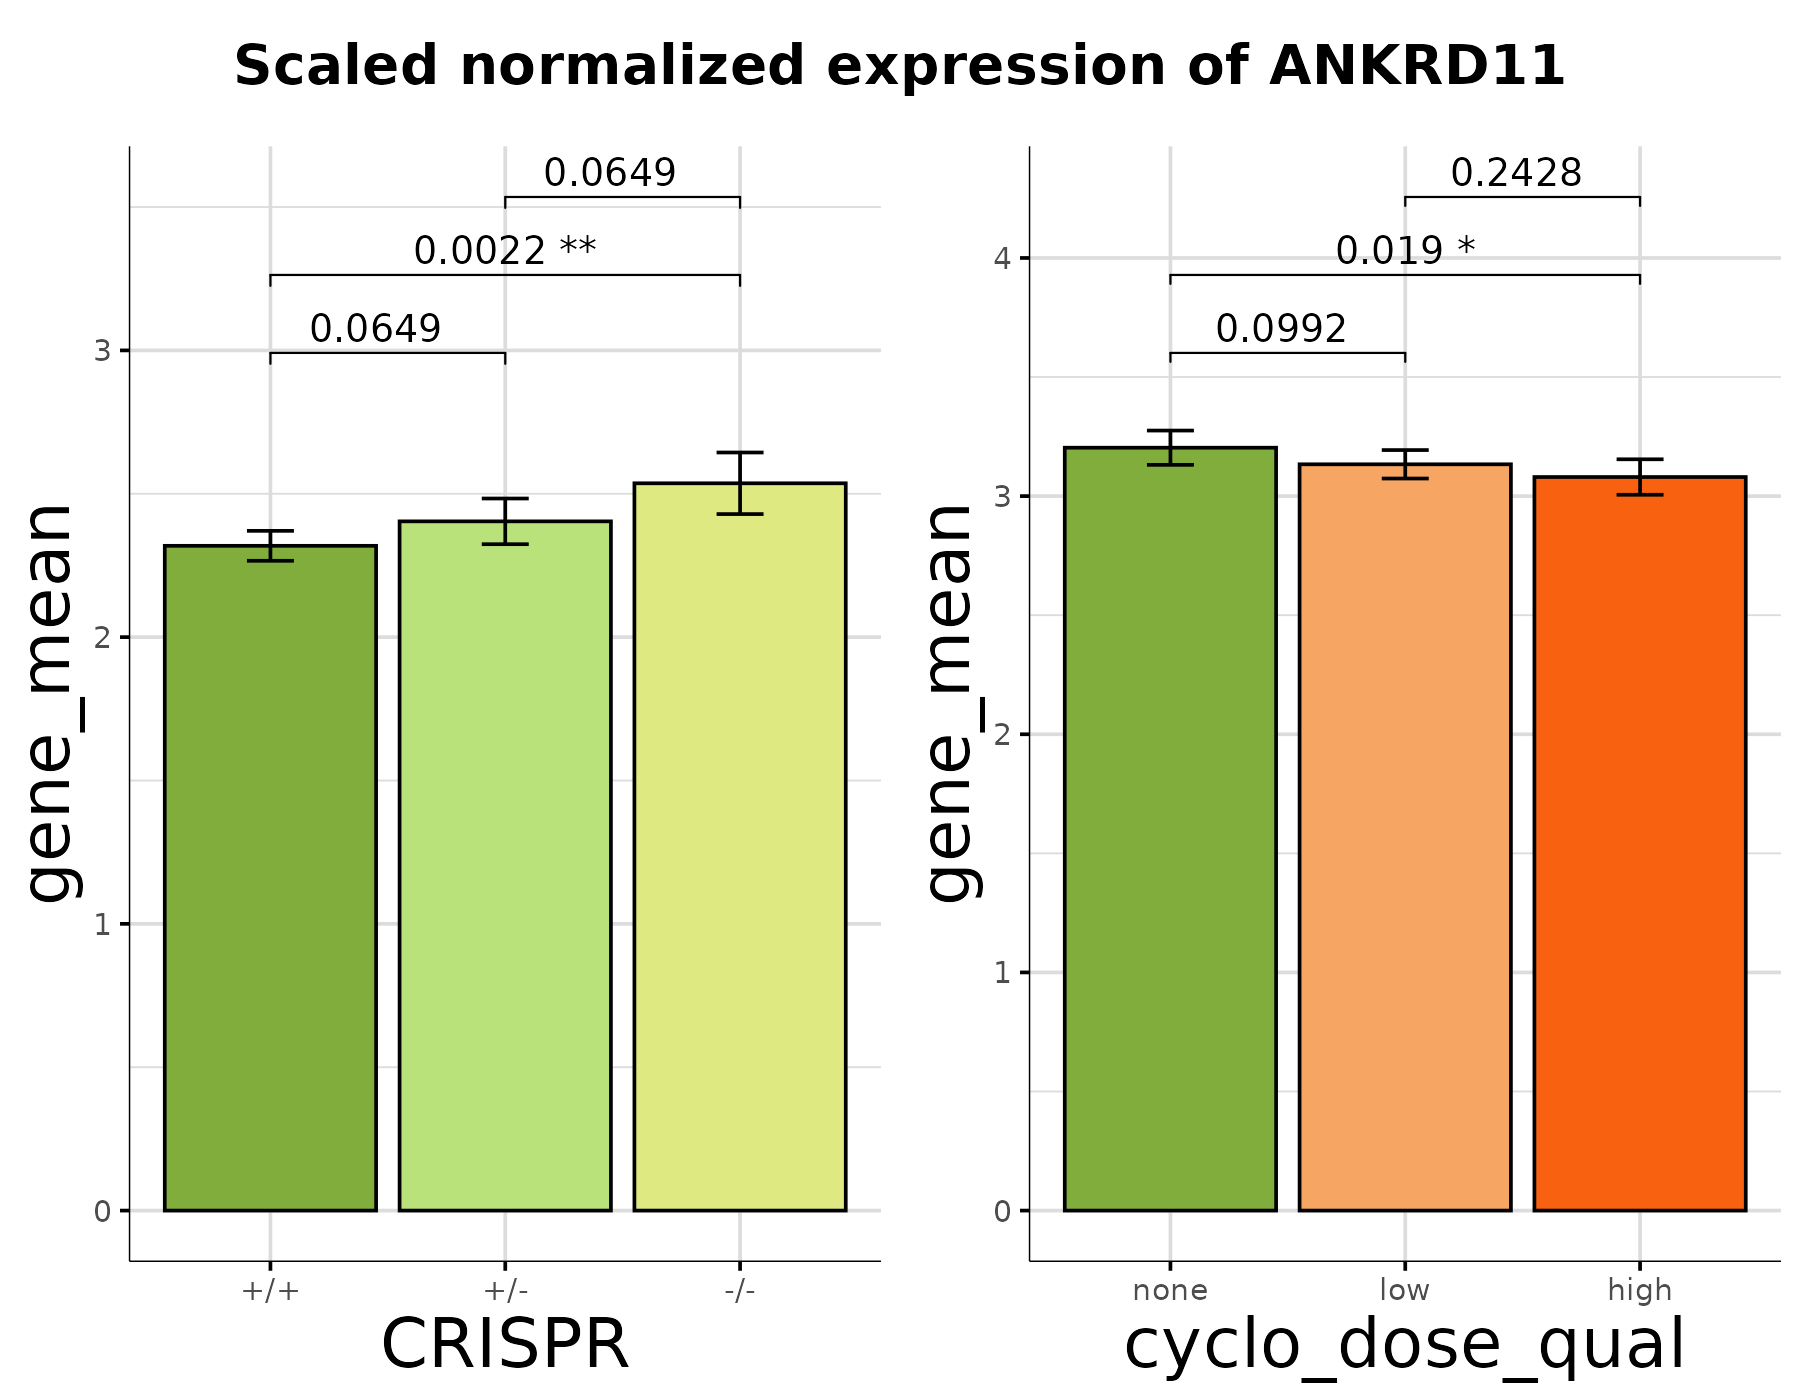 Scaled normalized expression of ANKRD11
0.0649
0.0022 **
0.0649
3
2
1
0
gene_mean
+/+ +/- -/-
CRISPR
0.2428
0.019 *
0.0992
4
3
2
1
0
gene_mean
none low high
cyclo_dose_qual